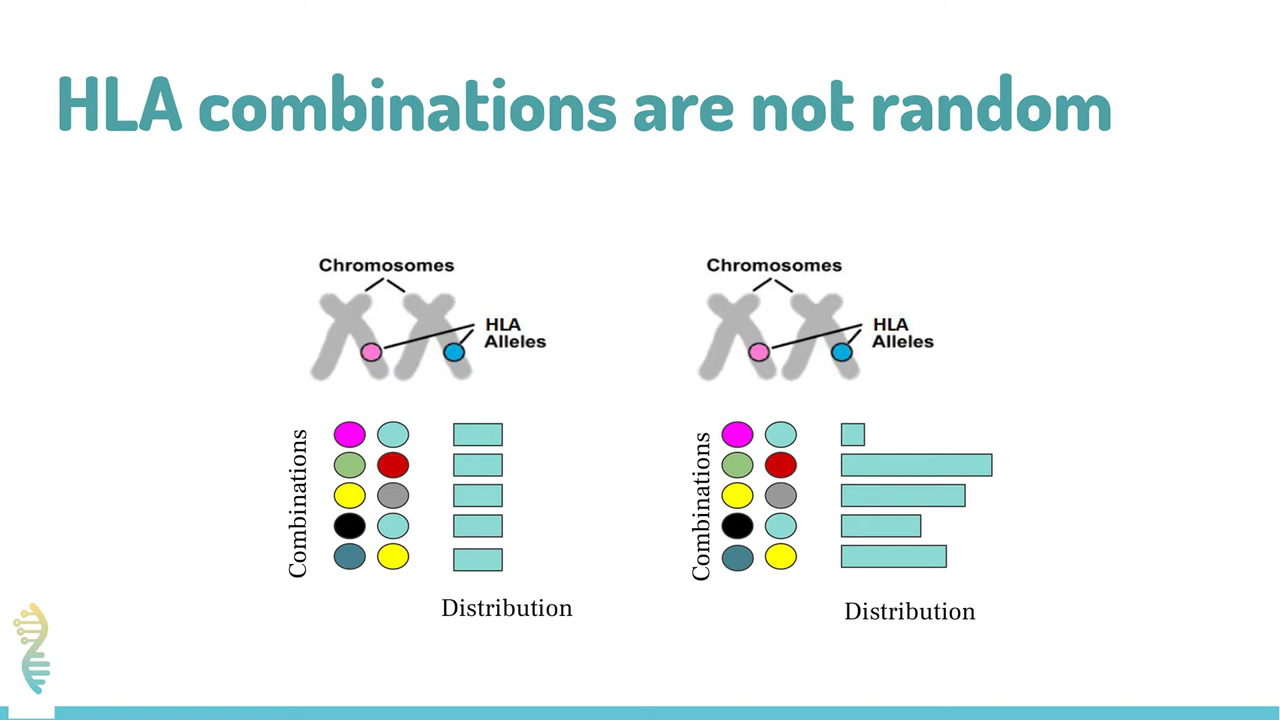 HLA combinations are not random
Chromosomes
HLA
Alleles
Combinations
Distribution
Chromosomes
HLA
Alleles
Combinations
Distribution